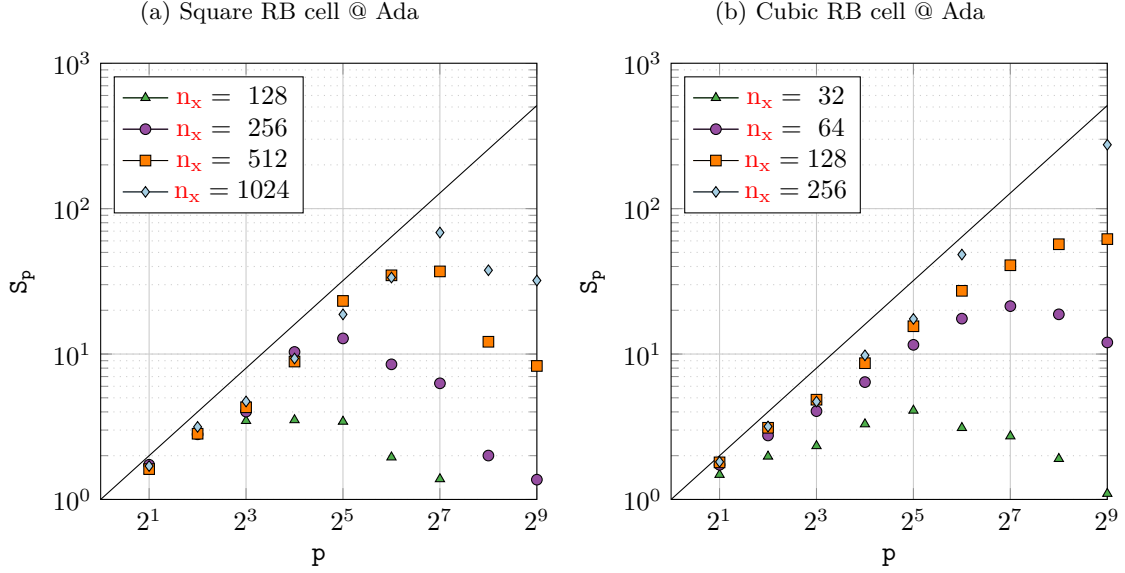 (a) Square RB cell @ Ada
10^3
10^2
10^1
10^0
S_p
n_x = 128
n_x = 256
n_x = 512
n_x = 1024
2^1
2^3
2^5
2^7
2^9
p
(b) Cubic RB cell @ Ada
10^3
10^2
10^1
10^0
S_p
n_x = 32
n_x = 64
n_x = 128
n_x = 256
2^1
2^3
2^5
2^7
2^9
p